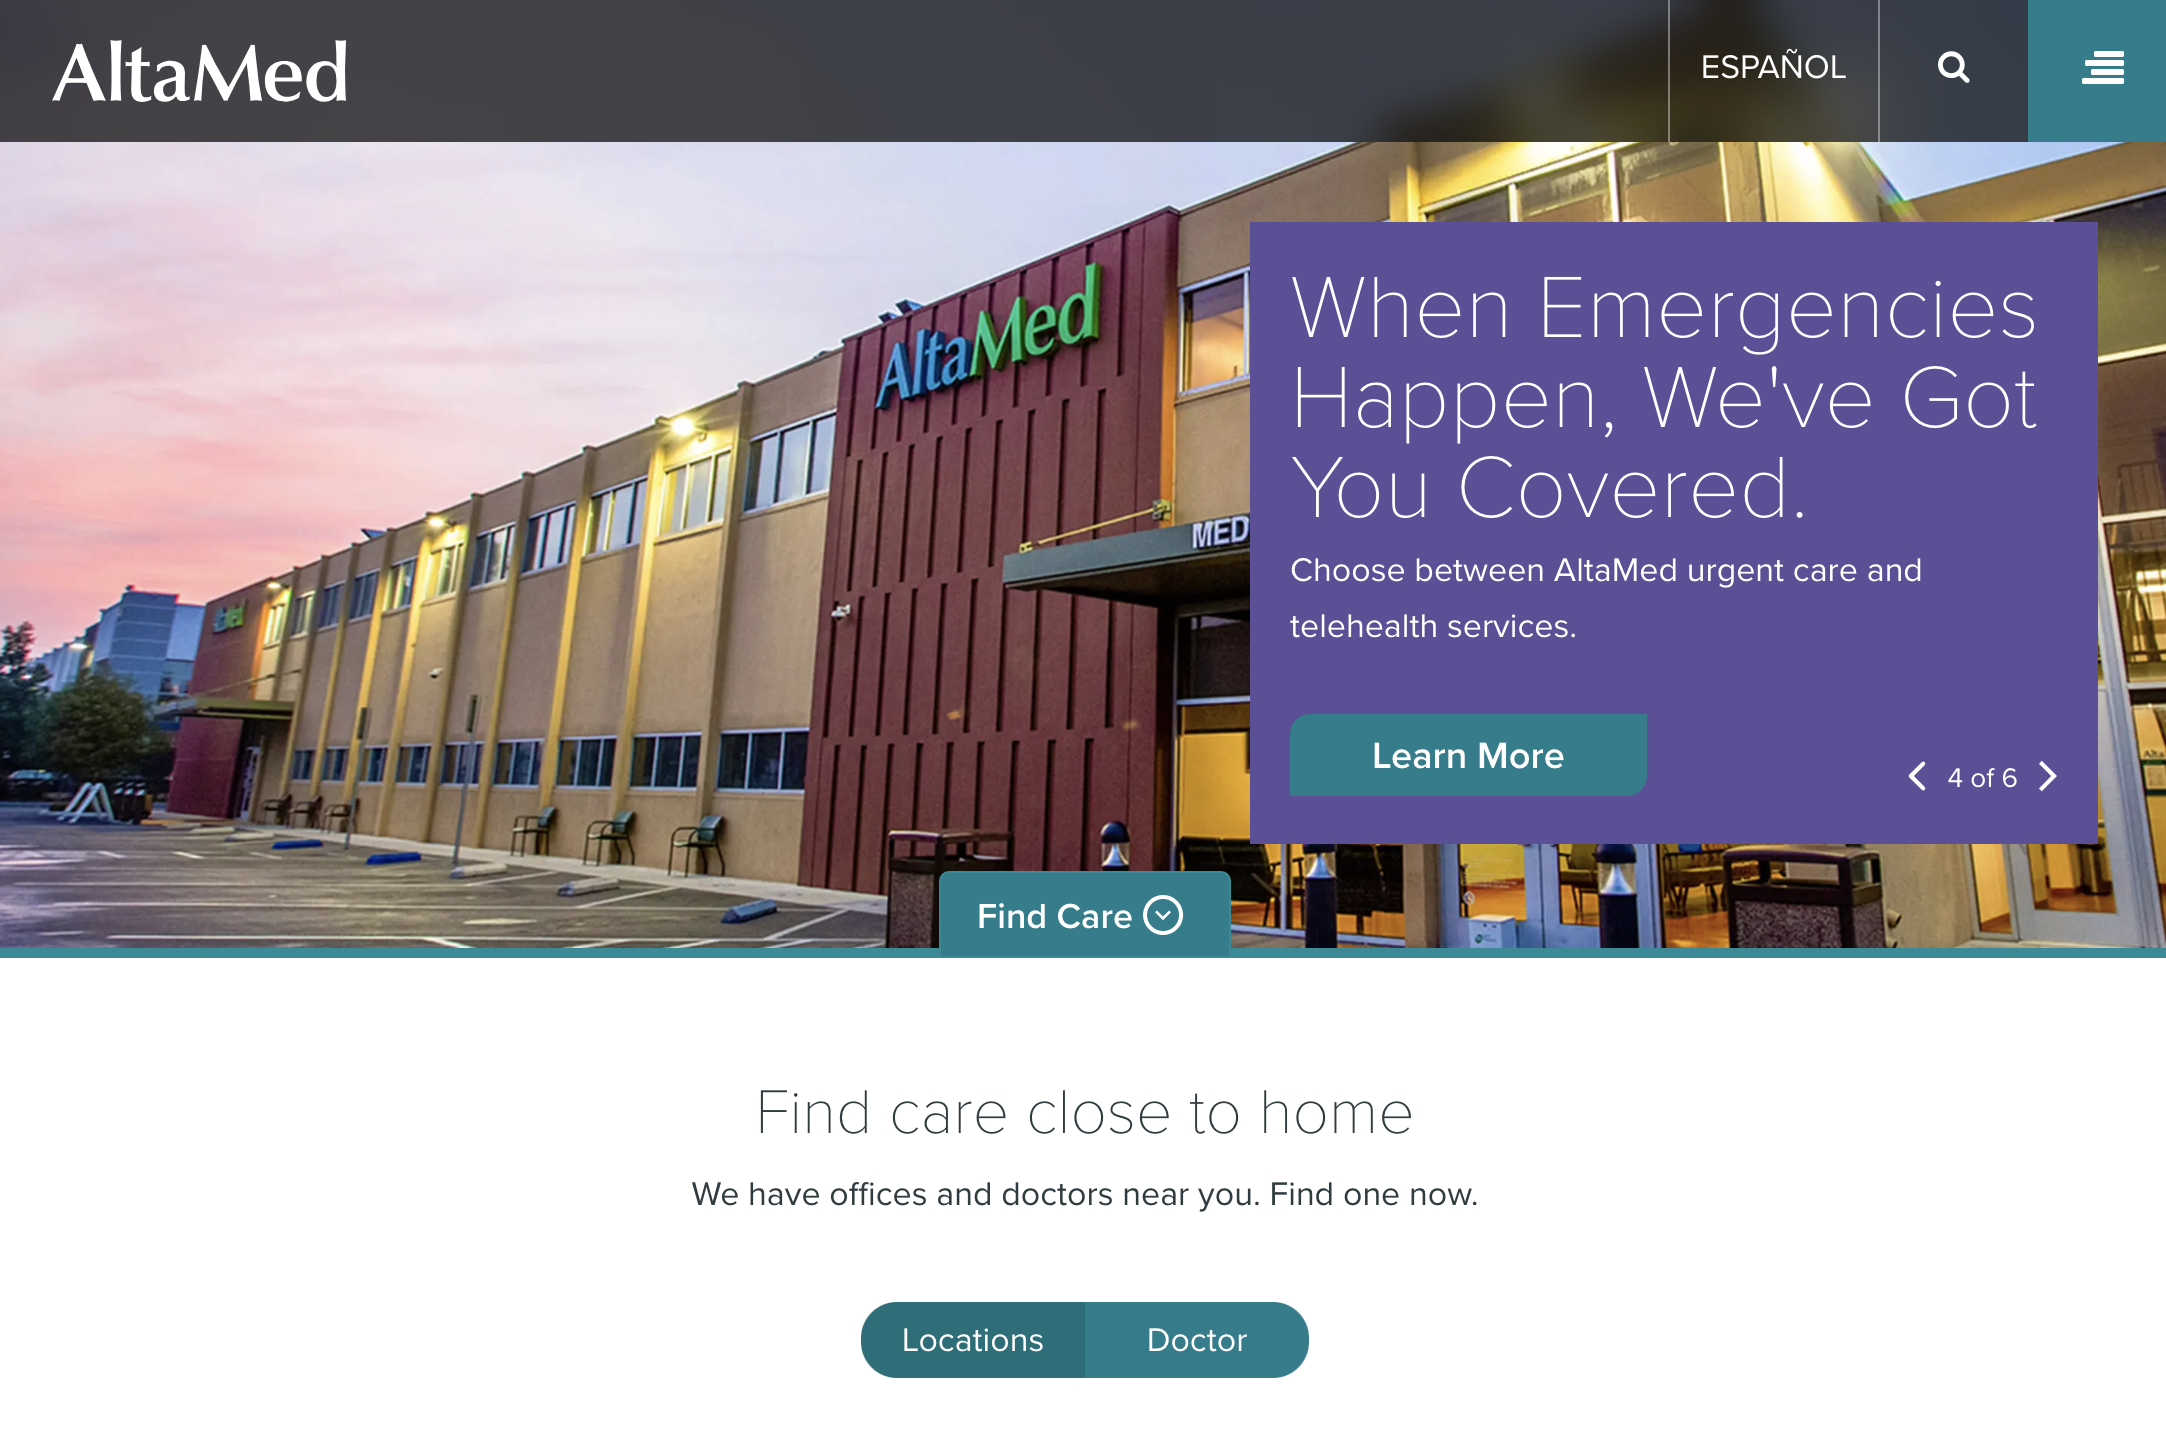 AltaMed
ESPAÑOL
AltaMed
MED
When Emergencies
Happen, We've Got
You Covered.
Choose between AltaMed urgent care and
telehealth services.
Learn More
4 of 6
Find Care
Find care close to home
We have offices and doctors near you. Find one now.
Locations
Doctor